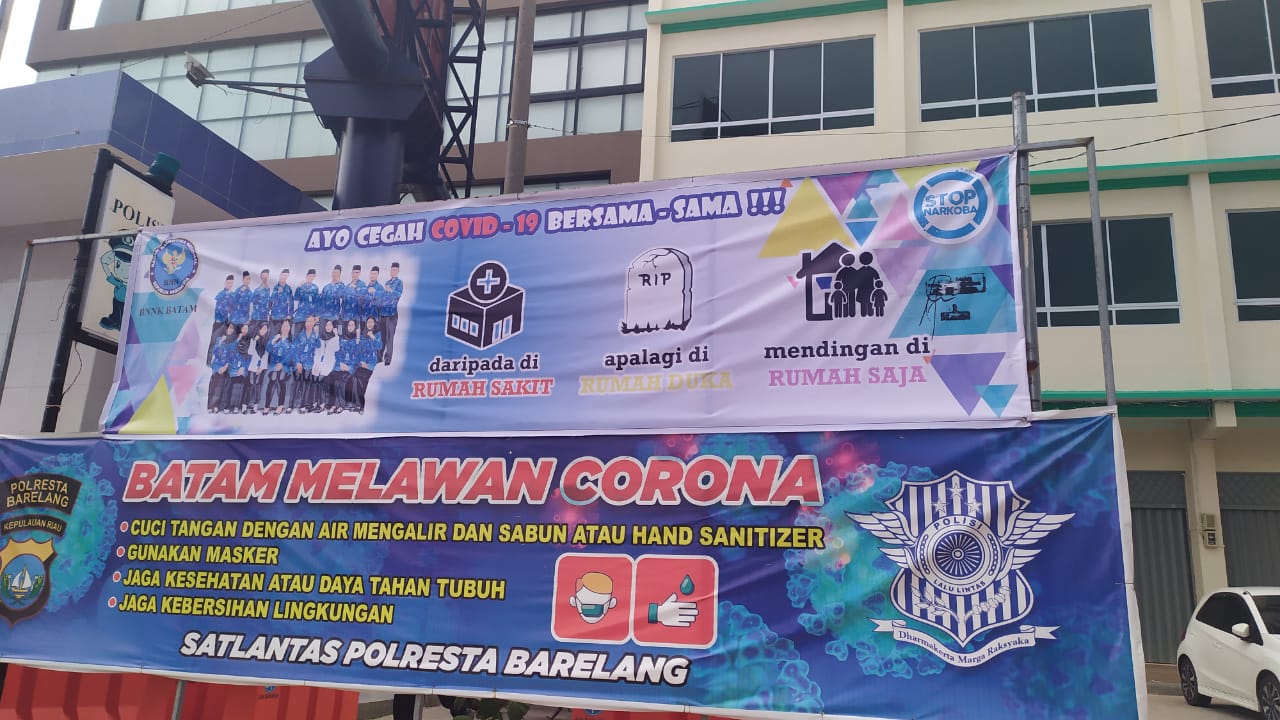 POLISI
AYO CEGAH COVID - 19 BERSAMA - SAMA !!!
STOP
NARKOBA
BNN
BNNK BATAM
RIP
daripada di
RUMAH SAKIT
apalagi di
RUMAH DUKA
mendingan di
RUMAH SAJA
BATAM MELAWAN CORONA
POLRESTA
BARELANG
KEPULAUAN RIAU
• CUCI TANGAN DENGAN AIR MENGALIR DAN SABUN ATAU HAND SANITIZER
• GUNAKAN MASKER
• JAGA KESEHATAN ATAU DAYA TAHAN TUBUH
• JAGA KEBERSIHAN LINGKUNGAN
SATLANTAS POLRESTA BARELANG
POLISI
LALU LINTAS
Dharmakerta Marga Raksyaka